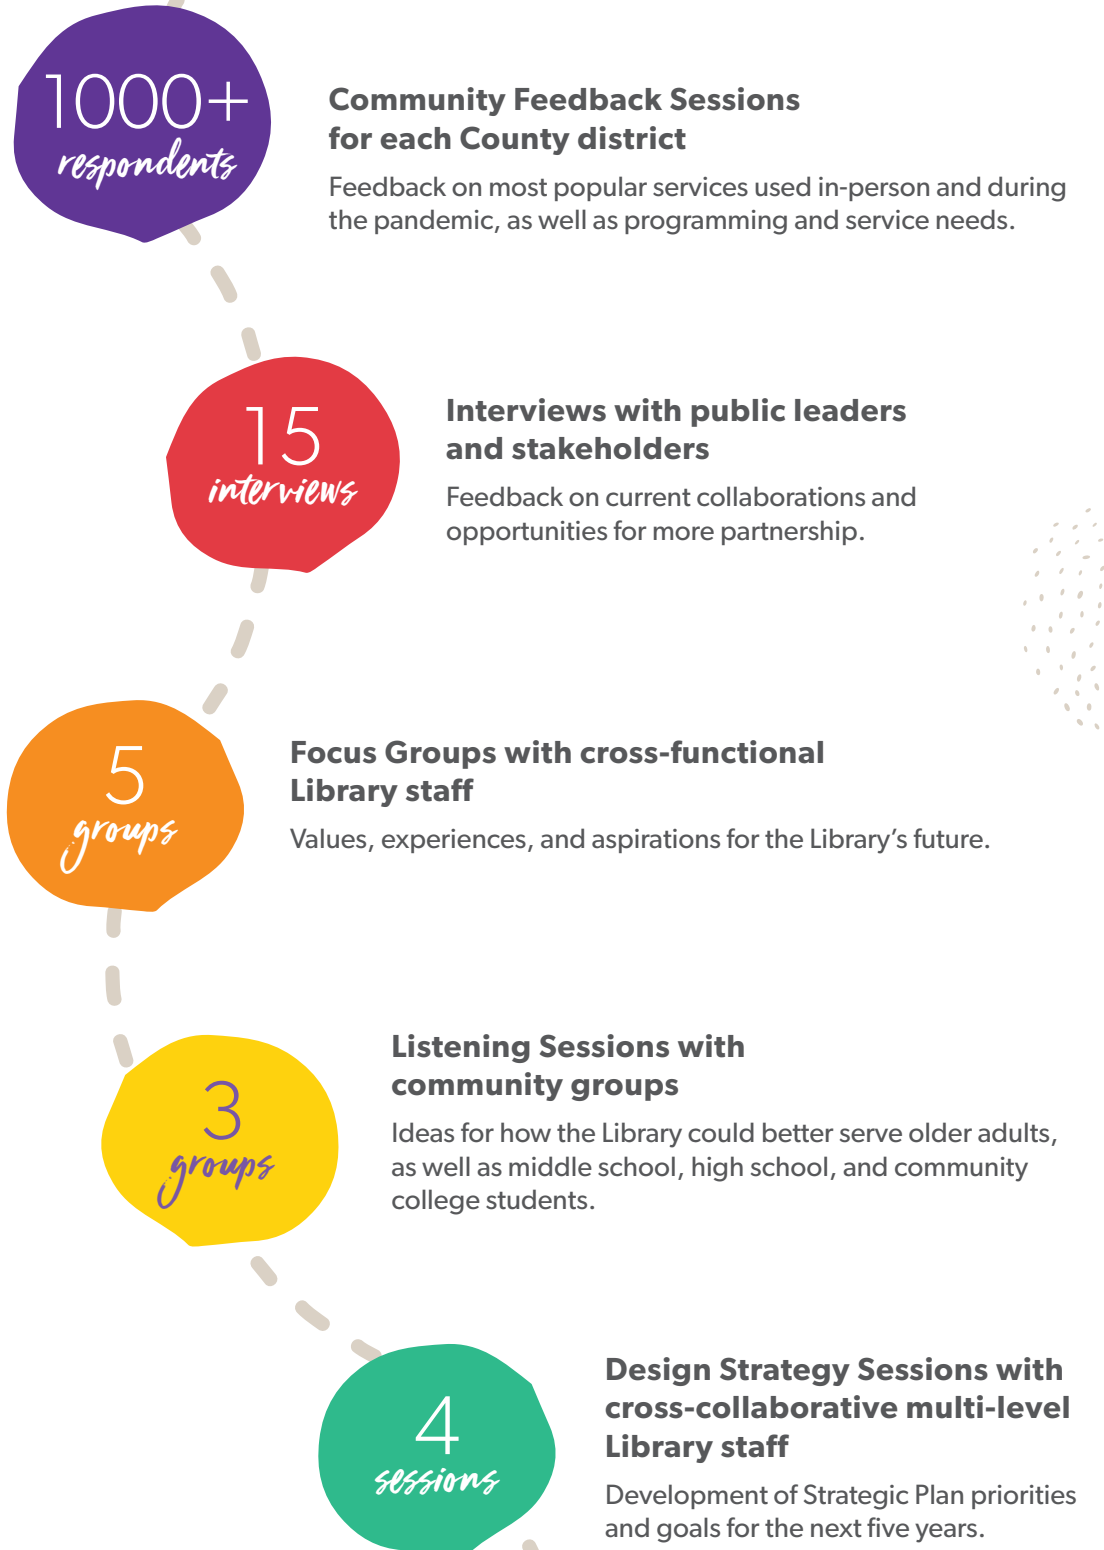 1000+
respondents
Community Feedback Sessions
for each County district
Feedback on most popular services used in-person and during
the pandemic, as well as programming and service needs.
15
interviews
Interviews with public leaders
and stakeholders
Feedback on current collaborations and
opportunities for more partnership.
5
groups
Focus Groups with cross-functional
Library staff
Values, experiences, and aspirations for the Library’s future.
3
groups
Listening Sessions with
community groups
Ideas for how the Library could better serve older adults,
as well as middle school, high school, and community
college students.
4
sessions
Design Strategy Sessions with
cross-collaborative multi-level
Library staff
Development of Strategic Plan priorities
and goals for the next five years.